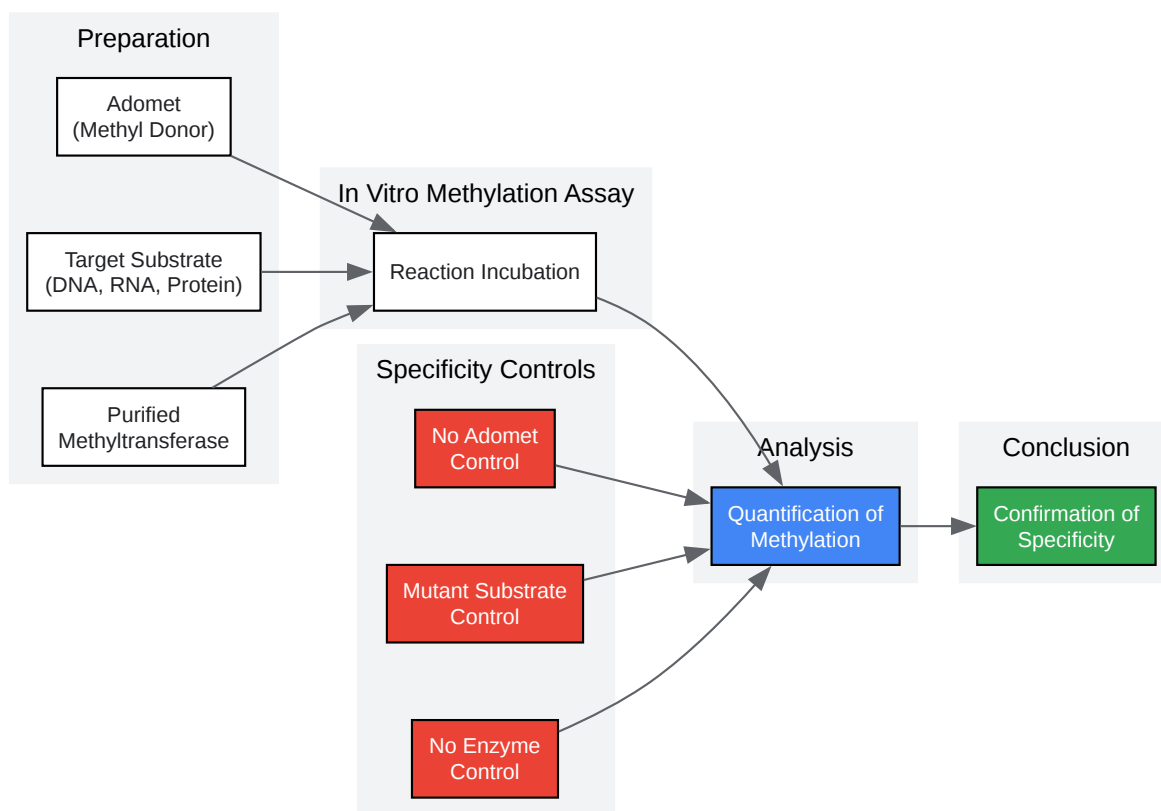 Preparation
Adomet
(Methyl Donor)
Target Substrate
(DNA, RNA, Protein)
Purified
Methyltransferase
In Vitro Methylation Assay
Reaction Incubation
Specificity Controls
No Adomet
Control
Mutant Substrate
Control
No Enzyme
Control
Analysis
Quantification of
Methylation
Conclusion
Confirmation of
Specificity